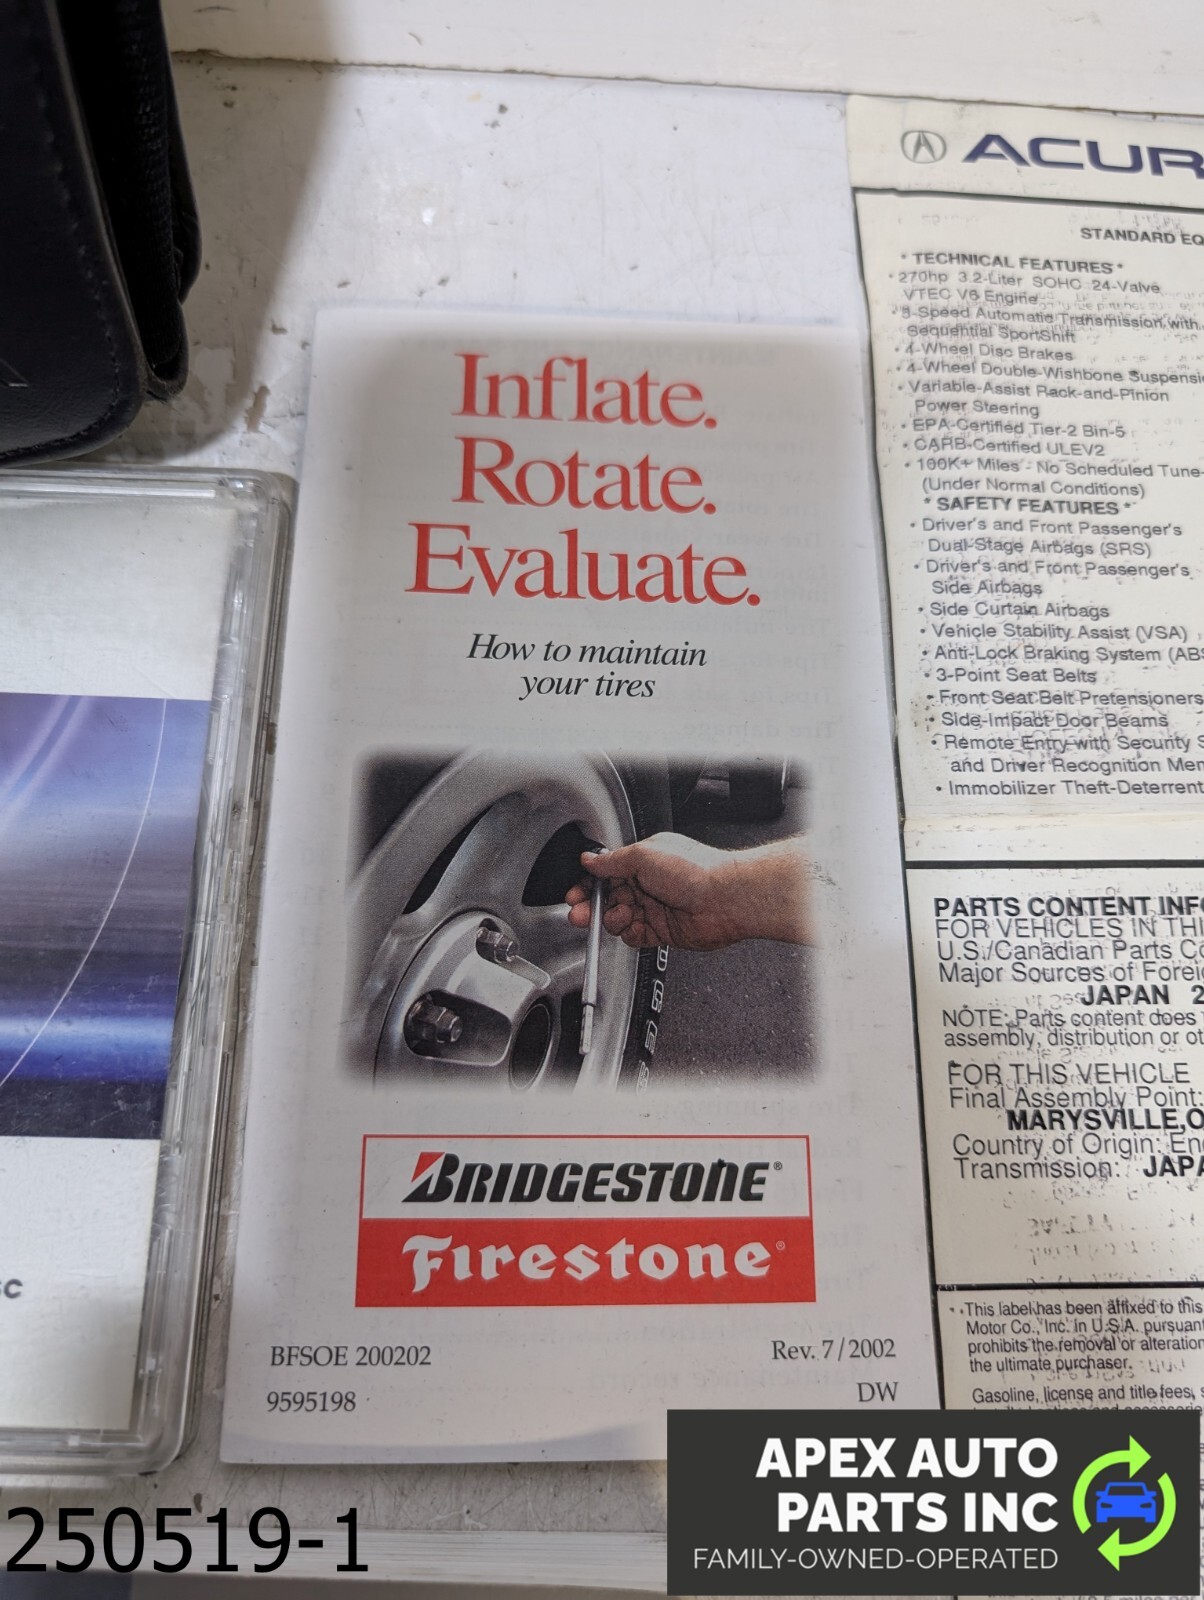 Inflate.
Rotate.
Evaluate.
How to maintain
your tires
BRIDGESTONE®
Firestone®
BFSOE 200202
Rev. 7/2002
9595198
DW
SC
ACUR
STANDARD EQ
* TECHNICAL FEATURES *
• 270hp 3.2-Liter SOHC 24-Valve
VTEC V6 Engine
• 5-Speed Automatic Transmission with
Sequential SportShift
• 4-Wheel Disc Brakes
• 4-Wheel Double-Wishbone Suspensi
• Variable-Assist Rack-and-Pinion
Power Steering
• EPA-Certified Tier-2 Bin-5
• CARB-Certified ULEV2
• 100K+ Miles - No Scheduled Tune-
(Under Normal Conditions)
* SAFETY FEATURES *
• Driver's and Front Passenger's
Dual-Stage Airbags (SRS)
• Driver's and Front Passenger's
Side Airbags
• Side Curtain Airbags
• Vehicle Stability Assist (VSA)
• Anti-Lock Braking System (ABS
• 3-Point Seat Belts
• Front Seat Belt Pretensioners
• Side-Impact Door Beams
• Remote Entry with Security S
and Driver Recognition Mem
• Immobilizer Theft-Deterrent
PARTS CONTENT INFO
FOR VEHICLES IN THI
U.S./Canadian Parts Co
Major Sources of Forei
JAPAN 2
NOTE: Parts content does
assembly, distribution or ot
FOR THIS VEHICLE
Final Assembly Point:
MARYSVILLE,O
Country of Origin: En
Transmission: JAPA
This label has been affixed to this
Motor Co., Inc. in U.S.A. pursuant
prohibits the removal or alteration
the ultimate purchaser.
Gasoline, license and title fees, s
250519-1
APEX AUTO
PARTS INC
FAMILY-OWNED-OPERATED